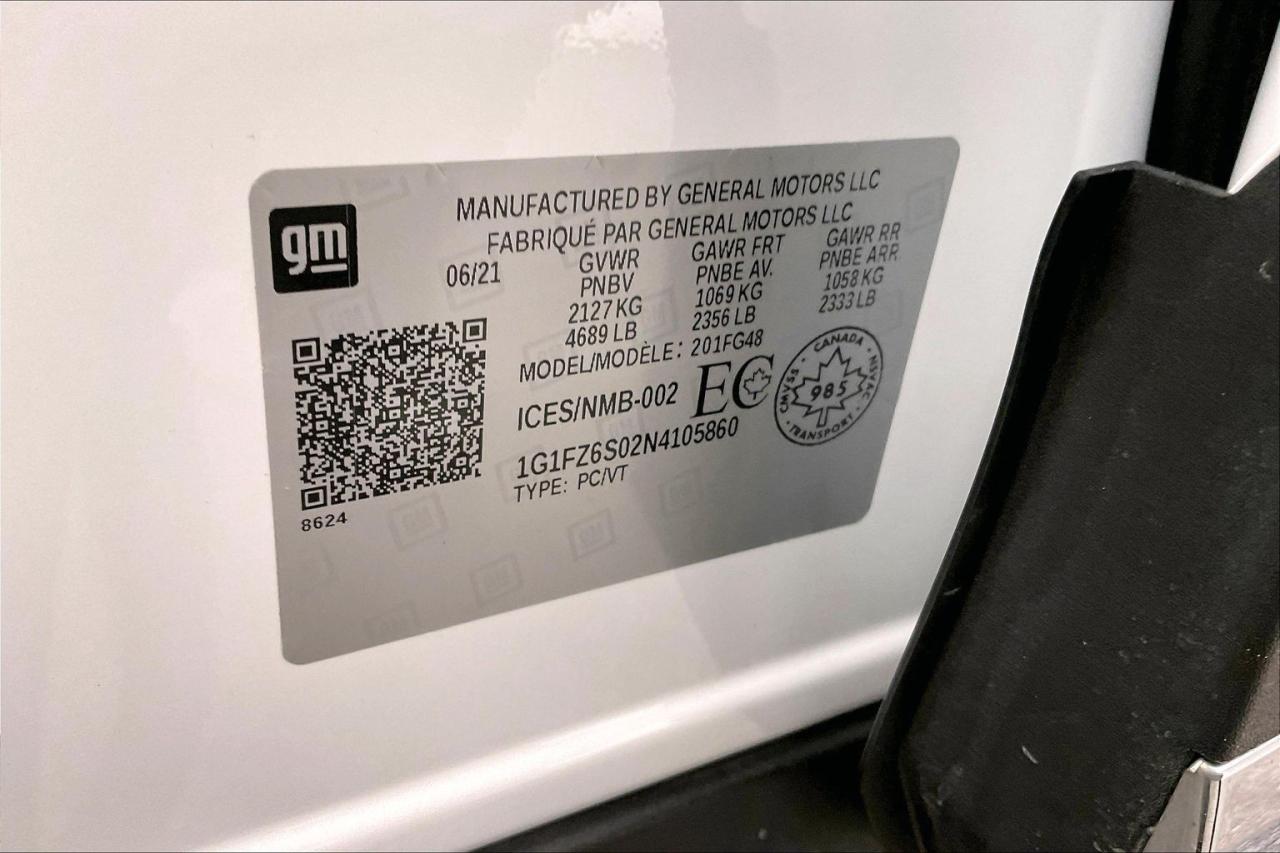 gm
MANUFACTURED BY GENERAL MOTORS LLC
FABRIQUÉ PAR GENERAL MOTORS LLC
06/21
GVWR
PNBV
2127 KG
4689 LB
GAWR FRT
PNBE AV.
1069 KG
2356 LB
GAWR RR
PNBE ARR
1058 KG
2333 LB
MODEL/MODÈLE: 201FG48
ICES/NMB-002 EC
CANADA
NSVAC
985
CMVSS
TRANSPORT
1G1FZ6S02N4105860
TYPE: PC/VT
8624